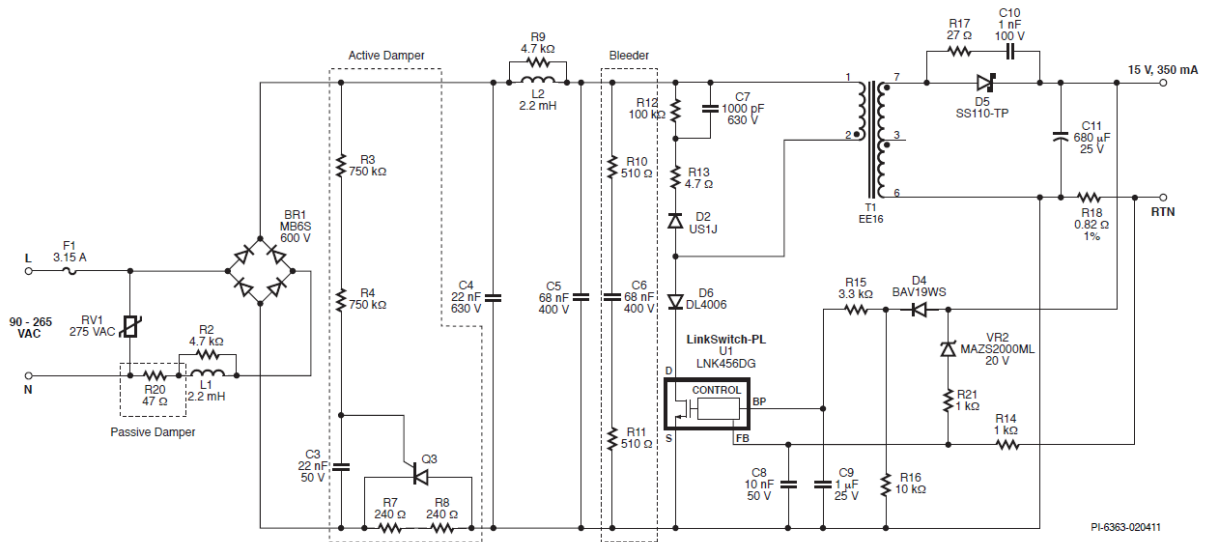 R17
27 Ω
C10
1 nF
100 V
R9
4.7 kΩ
Active Damper
Bleeder
15 V, 350 mA
L2
2.2 mH
R12
100 kΩ
C7
1000 pF
630 V
1
7
D5
SS110-TP
2
3
C11
680 µF
25 V
R3
750 kΩ
R10
510 Ω
R13
4.7 Ω
6
T1
EE16
R18
0.82 Ω
1%
RTN
BR1
MB6S
600 V
D2
US1J
F1
3.15 A
L
R4
750 kΩ
C4
22 nF
630 V
C5
68 nF
400 V
C6
68 nF
400 V
D6
DL4006
R15
3.3 kΩ
D4
BAV19WS
90 - 265
VAC
RV1
275 VAC
R2
4.7 kΩ
LinkSwitch-PL
U1
LNK456DG
VR2
MAZS2000ML
20 V
N
R20
47 Ω
L1
2.2 mH
D
CONTROL
BP
S
FB
R21
1 kΩ
R14
1 kΩ
Passive Damper
R11
510 Ω
C3
22 nF
50 V
Q3
R7
240 Ω
R8
240 Ω
C8
10 nF
50 V
C9
1 µF
25 V
R16
10 kΩ
PI-6363-020411